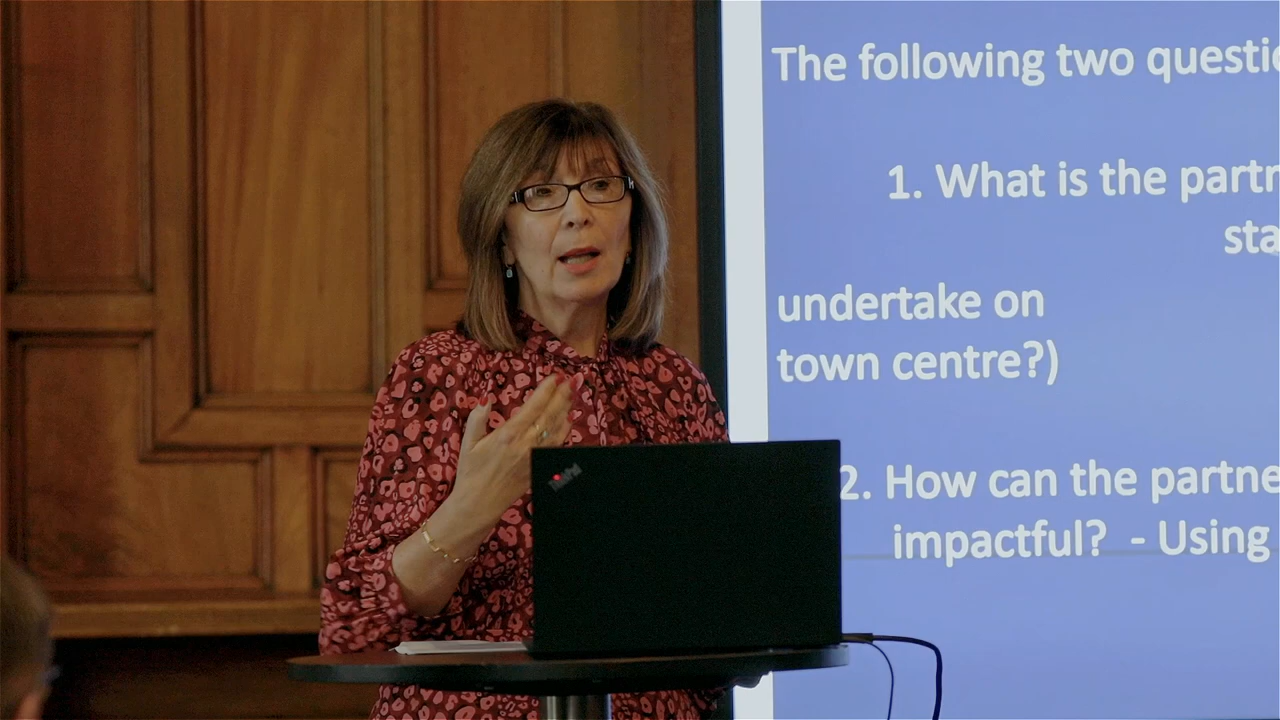 The following two questi
1. What is the partn
sta
undertake on
town centre?)
2. How can the partne
impactful? - Using
ThinkPad